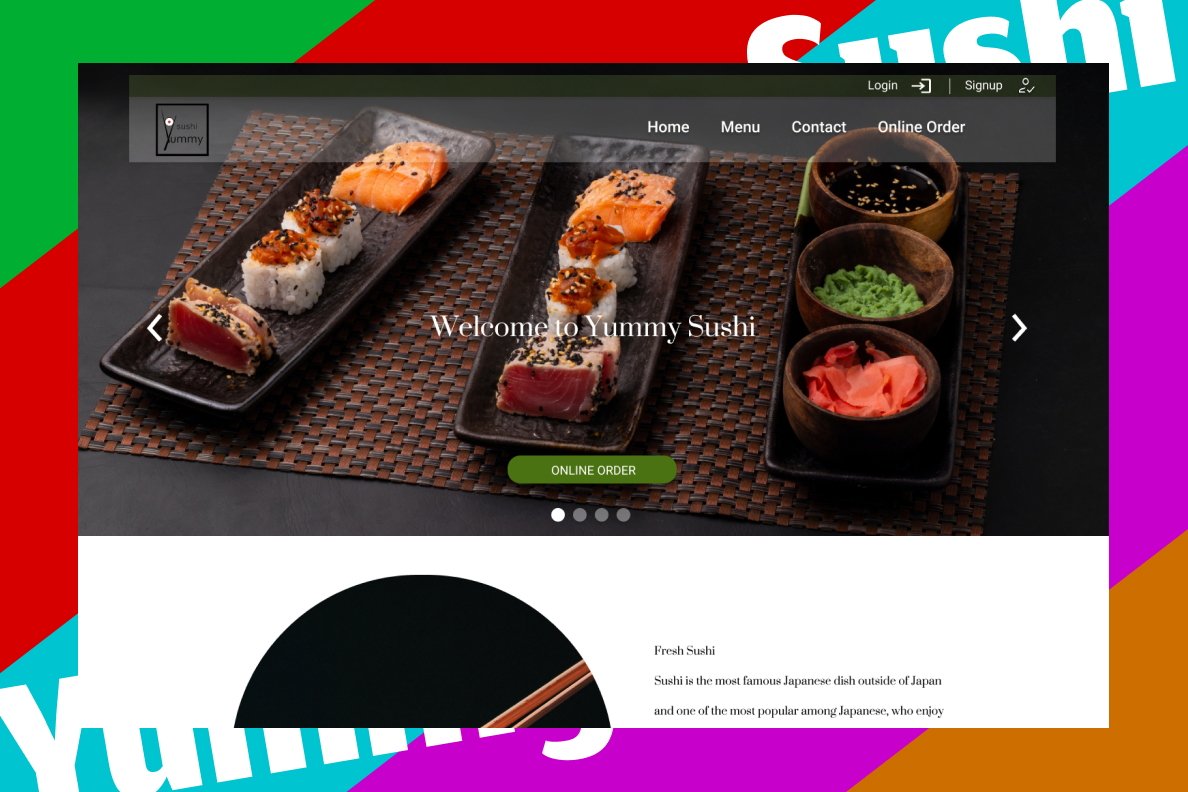 Sushi
Login
Signup
sushi
yummy
Home
Menu
Contact
Online Order
Welcome to Yummy Sushi
ONLINE ORDER
Fresh Sushi
Sushi is the most famous Japanese dish outside of Japan
and one of the most popular among Japanese, who enjoy
Yummy